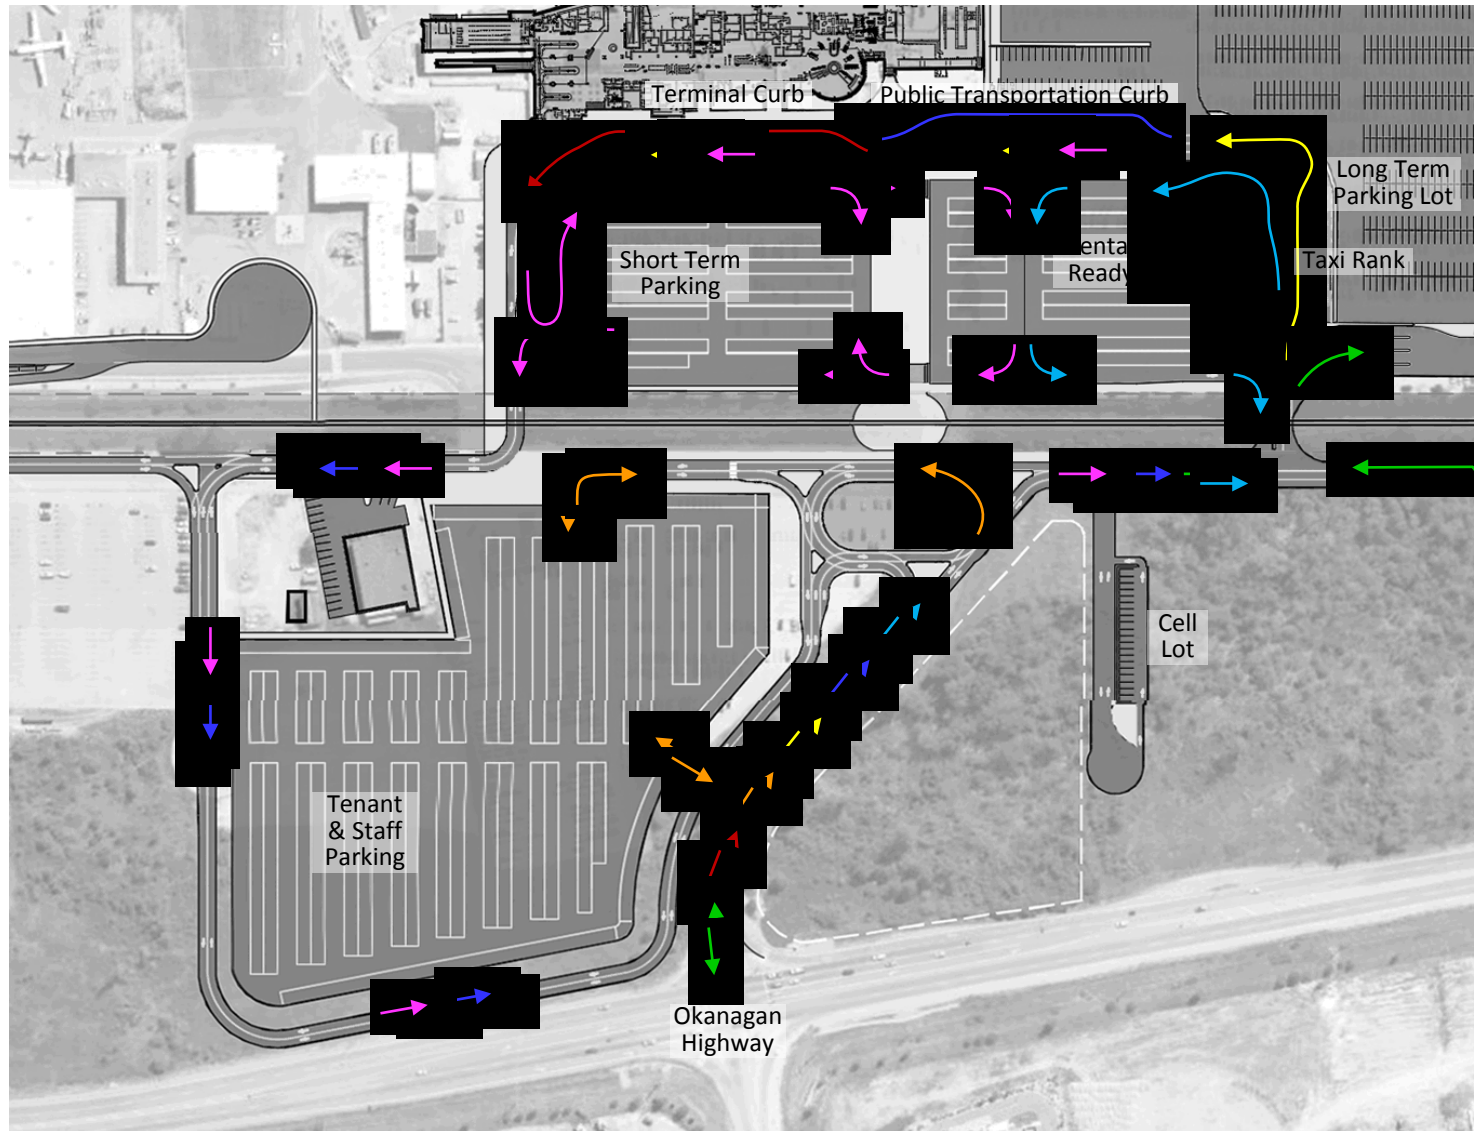 Terminal Curb
Public Transportation Curb
Long Term
Parking Lot
Short Term
Parking
Ready
Taxi Rank
Cell
Lot
Tenant
& Staff
Parking
Okanagan
Highway